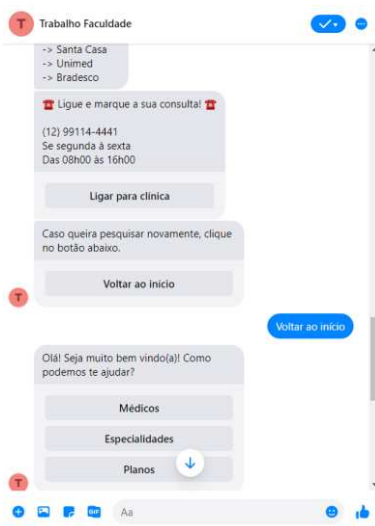 T Trabalho Faculdade
-> Santa Casa
-> Unimed
-> Bradesco
☎️ Ligue e marque a sua consulta! ☎️
(12) 99114-4441
Se segunda à sexta
Das 08h00 às 16h00
Ligar para clínica
Caso queira pesquisar novamente, clique
no botão abaixo.
Voltar ao início
T
Voltar ao início
Olá! Seja muito bem vindo(a)! Como
podemos te ajudar?
Médicos
Especialidades
Planos
T
GIF
Aa